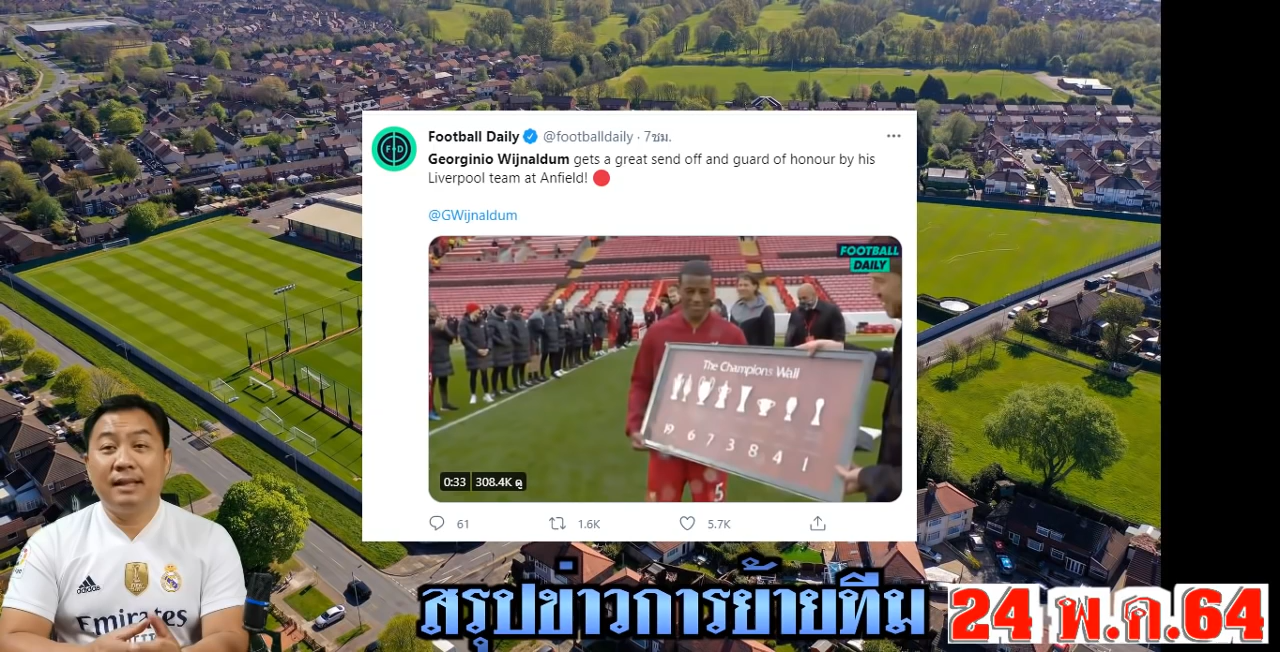 Football Daily @footballdaily · 7ชม.
Georginio Wijnaldum gets a great send off and guard of honour by his
Liverpool team at Anfield!
@GWijnaldum
FOOTBALL
DAILY
The Champions Wall
19 6 7 3 8 4 1
5
0:33 308.4K ดู
61 1.6K 5.7K
adidas
Emirates
สรุปข่าวการย้ายทีม 24 พ.ค.64